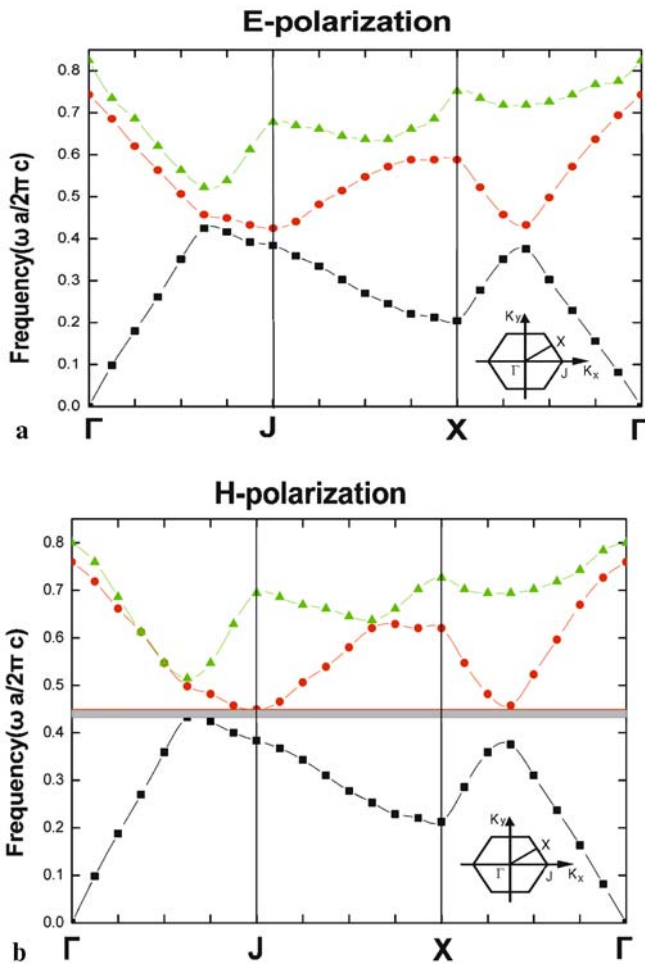 E-polarization
Frequency(ω a/2π c)
0.8
0.7
0.6
0.5
0.4
0.3
0.2
0.1
0.0
Ky
X
Γ
J
Kx
a
Γ
J
X
Γ
H-polarization
Frequency(ω a/2π c)
0.8
0.7
0.6
0.5
0.4
0.3
0.2
0.1
0.0
Ky
X
Γ
J
Kx
b
Γ
J
X
Γ